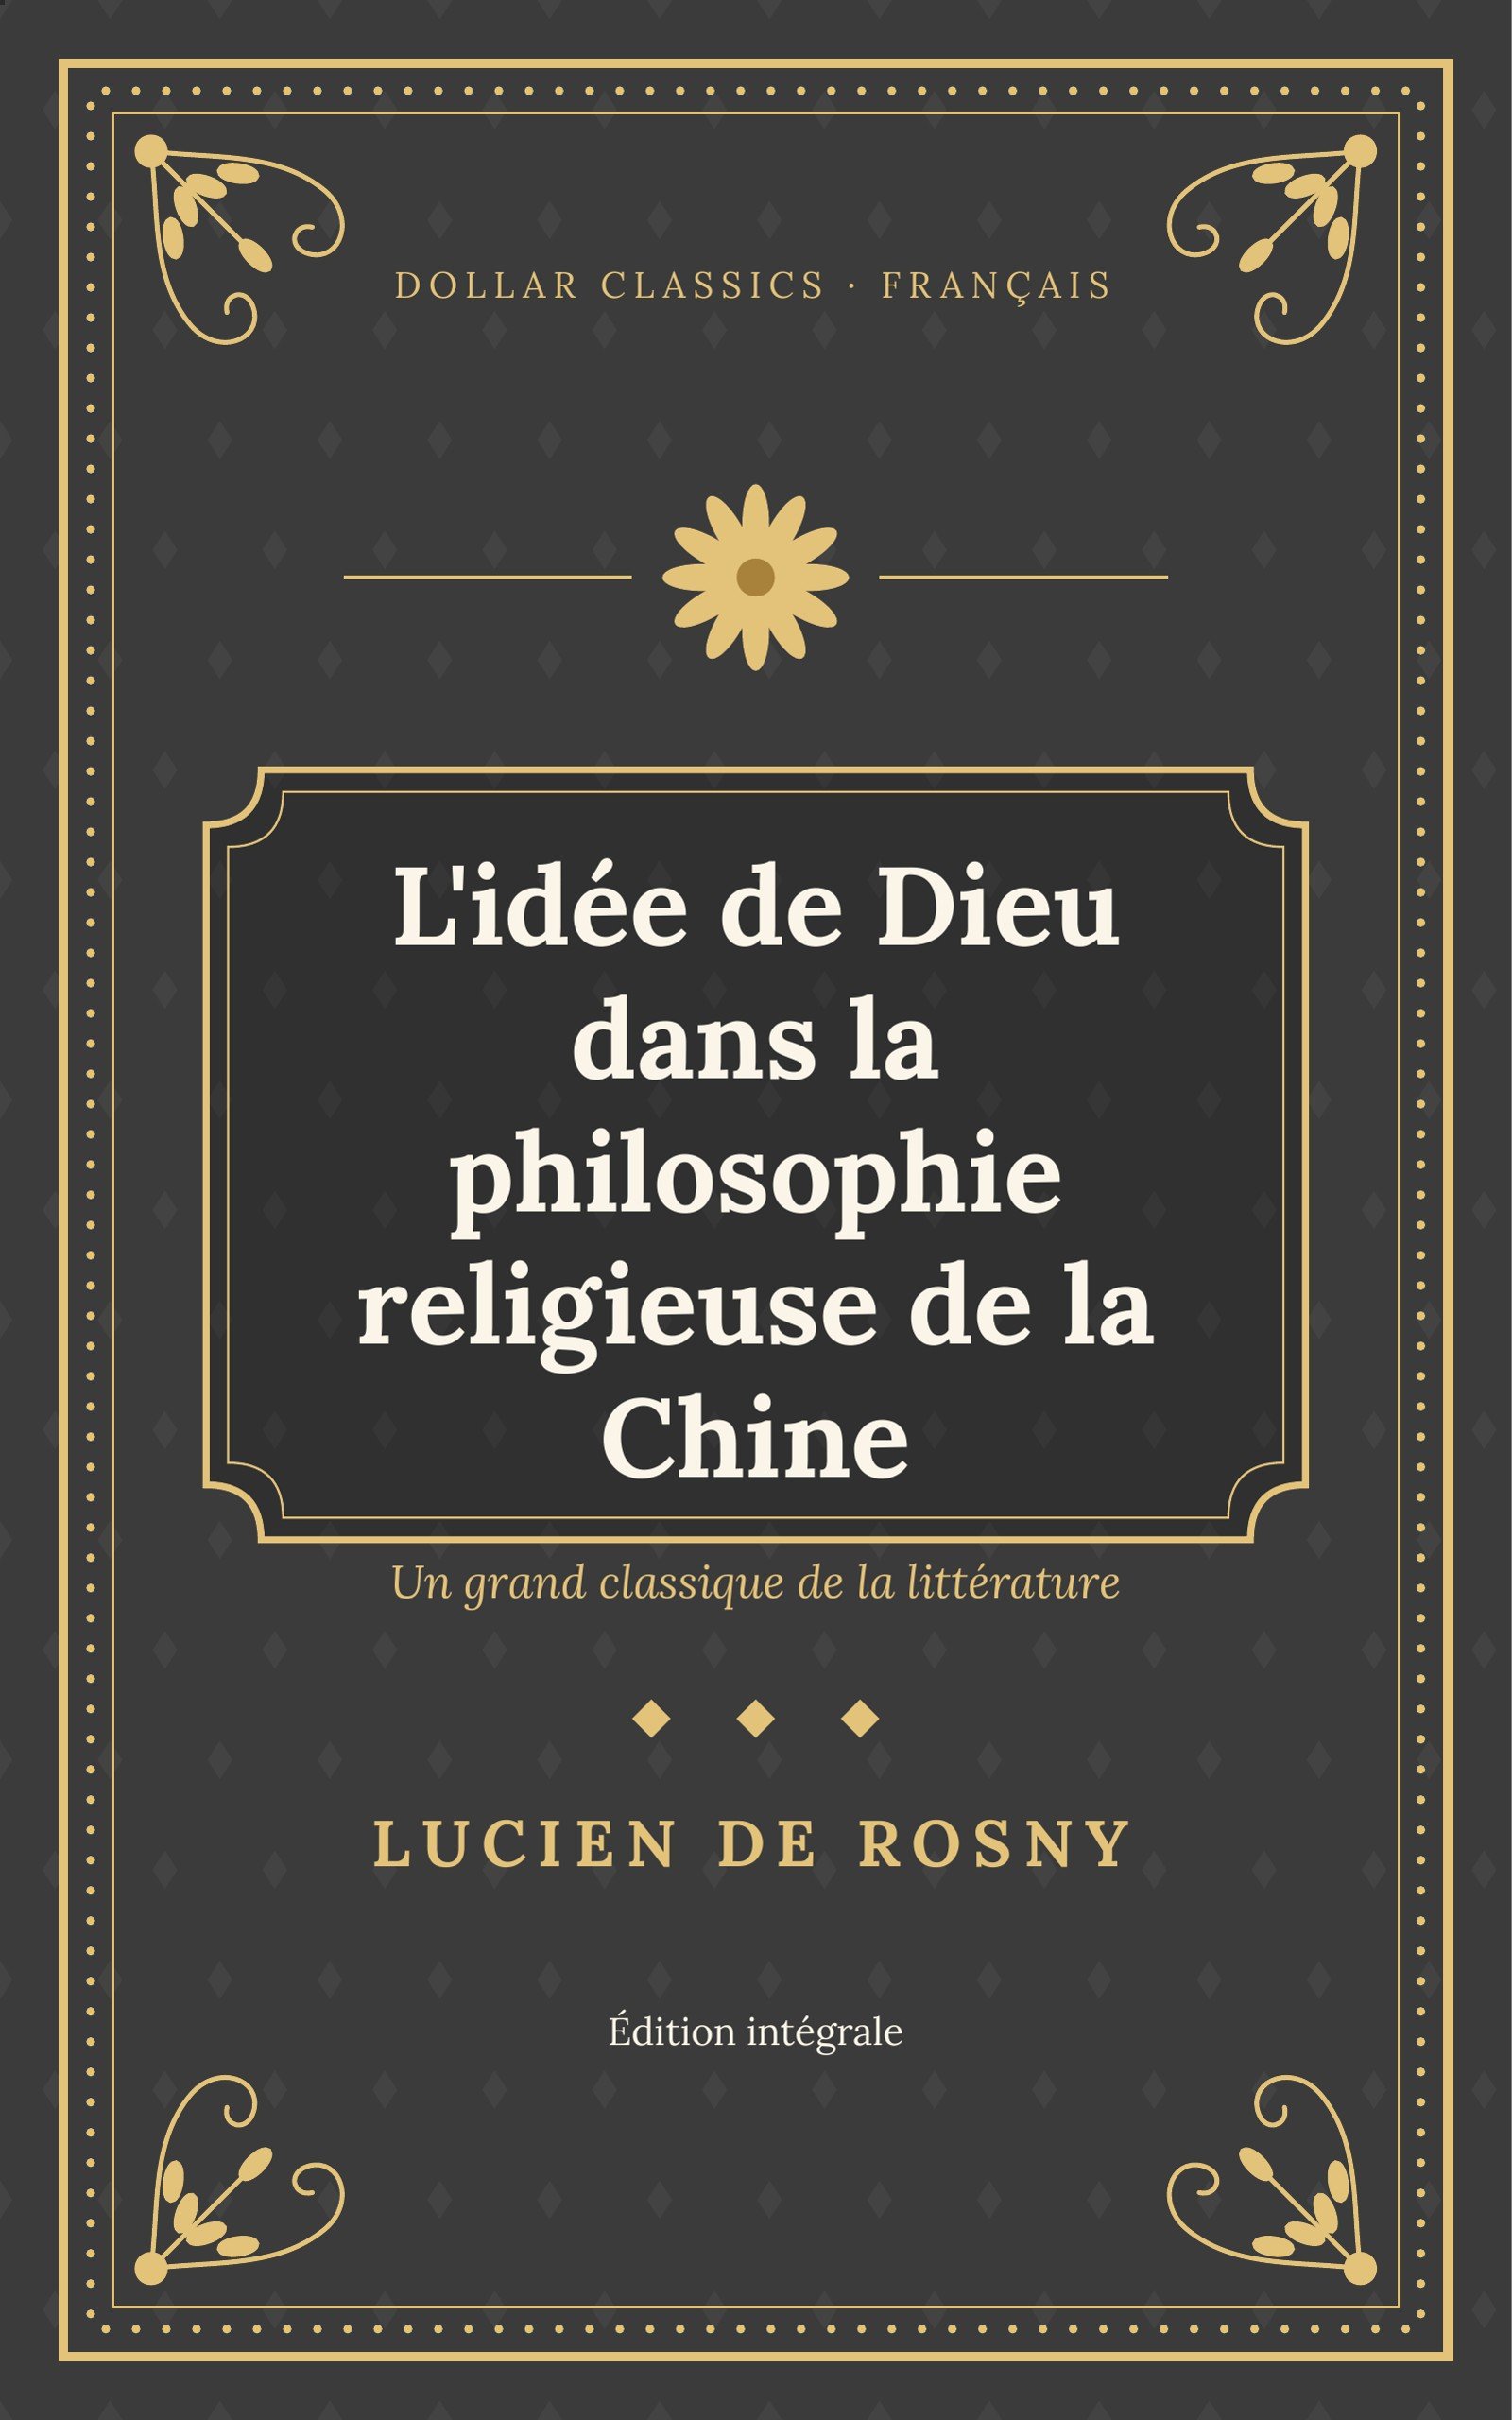 DOLLAR CLASSICS · FRANÇAIS
L'idée de Dieu
dans la
philosophie
religieuse de la
Chine
Un grand classique de la littérature
LUCIEN DE ROSNY
Édition intégrale